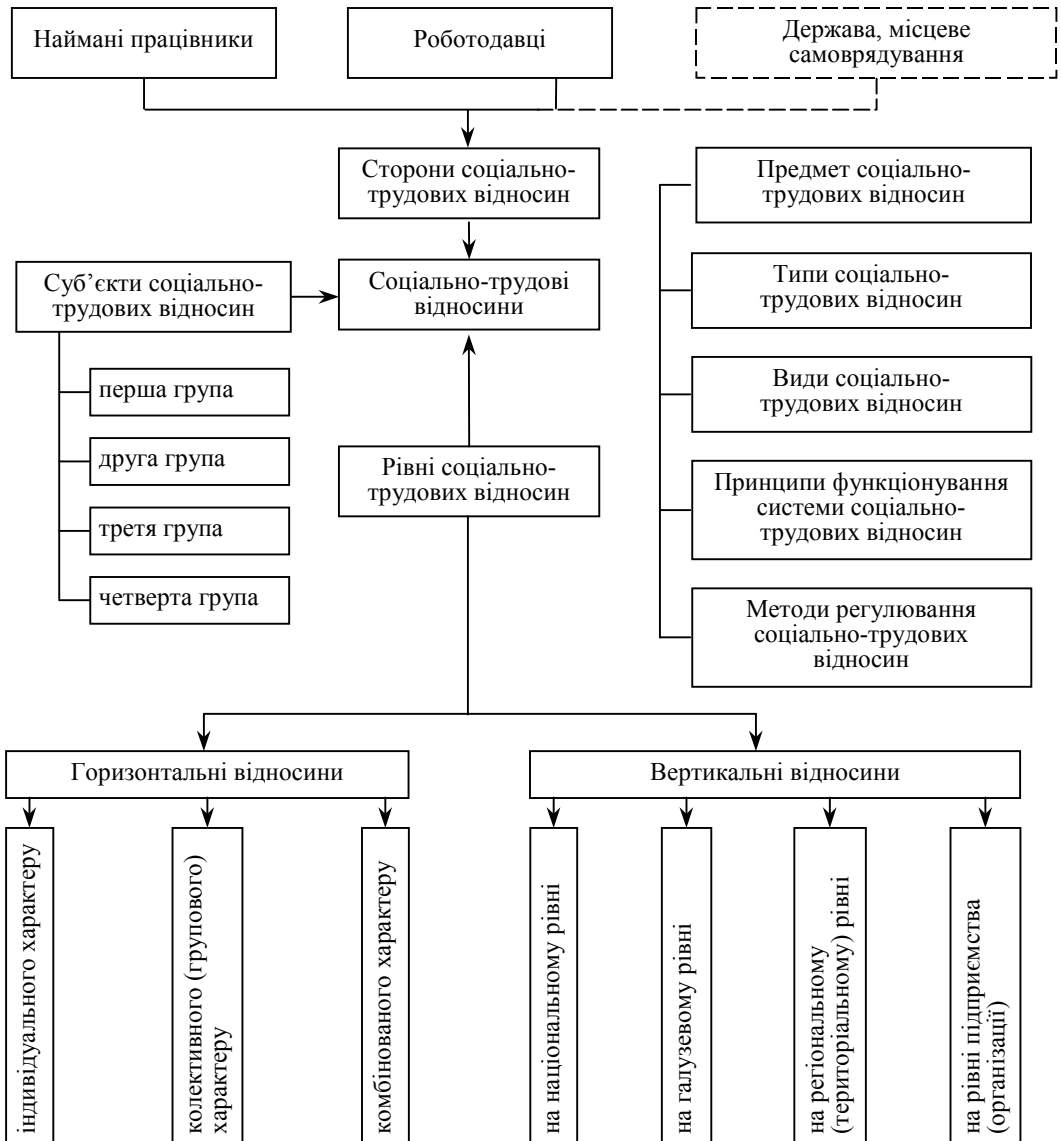 Наймані працівники
Роботодавці
Держава, місцеве
самоврядування
Сторони соціально-
трудових відносин
Предмет соціально-
трудових відносин
Суб’єкти соціально-
трудових відносин
Соціально-трудові
відносини
Типи соціально-
трудових відносин
перша група
Види соціально-
трудових відносин
друга група
Рівні соціально-
трудових відносин
Принципи функціонування
системи соціально-
трудових відносин
третя група
четверта група
Методи регулювання
соціально-трудових
відносин
Горизонтальні відносини
Вертикальні відносини
індивідуального характеру
колективного (групового)
характеру
комбінованого характеру
на національному рівні
на галузевому рівні
на регіональному
(територіальному) рівні
на рівні підприємства
(організації)